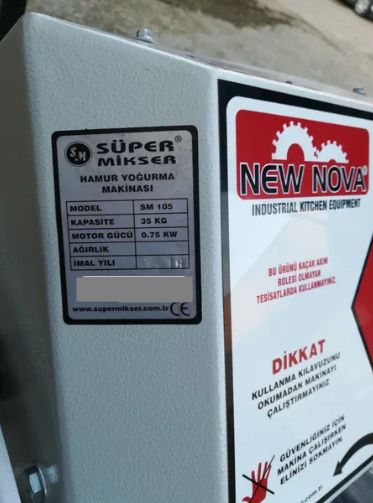 SM
SÜPER®
MİKSER
HAMUR YOĞURMA
MAKİNASI
MODEL SM 105
KAPASİTE 35 KG
MOTOR GÜCÜ 0.75 KW
AĞIRLIK
İMAL YILI
www.supermikser.com.tr CE
NEW NOVA®
INDUSTRIAL KITCHEN EQUIPMENT
BU ÜRÜNÜ KAÇAK AKIM
RÖLESİ OLMAYAN
TESİSATLARDA KULLANMAYINIZ.
DİKKAT
KULLANMA KILAVUZUNU
OKUMADAN MAKİNAYI
ÇALIŞTIRMAYINIZ
GÜVENLİĞİNİZ İÇİN
MAKİNA ÇALIŞIRKEN
ELİNİZİ SOKMAYIN.